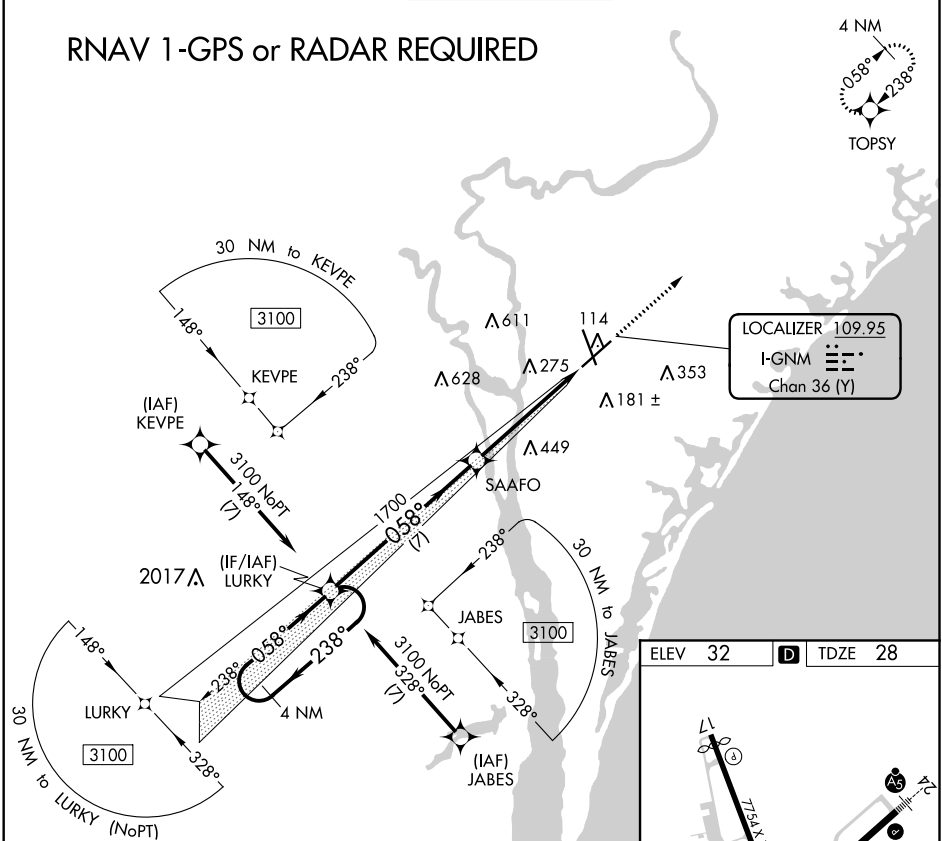 RNAV 1-GPS or RADAR REQUIRED
4 NM
058°
238°
TOPSY
30 NM to KEVPE
148°
3100
238°
KEVPE
(IAF)
KEVPE
3100 NoPT
148°
(7)
611
114
628
275
353
181 ±
449
LOCALIZER 109.95
I-GNM
Chan 36 (Y)
SAAFO
1700
058°
(7)
2017
(IF/IAF)
LURKY
238°
058°
238°
4 NM
148°
LURKY
3100
328°
30 NM to LURKY (NoPT)
238°
30 NM to JABES
JABES
3100
328°
3100 NoPT
328°
(7)
(IAF)
JABES
ELEV 32 D TDZE 28
17
P
7754 X
A5
24
P